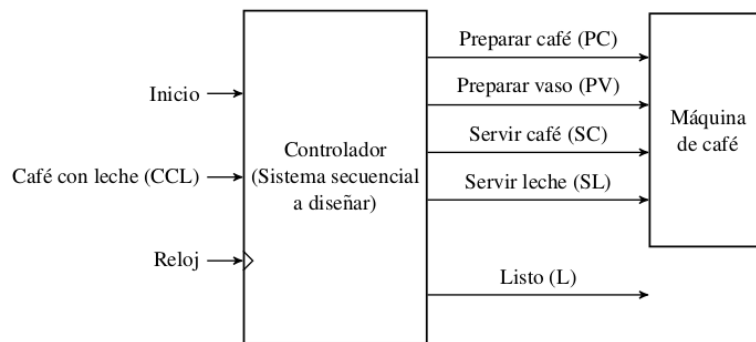 Preparar café (PC)
Preparar vaso (PV)
Servir café (SC)
Servir leche (SL)
Listo (L)
Inicio
Café con leche (CCL)
Reloj
Controlador
(Sistema secuencial
a diseñar)
Máquina
de café